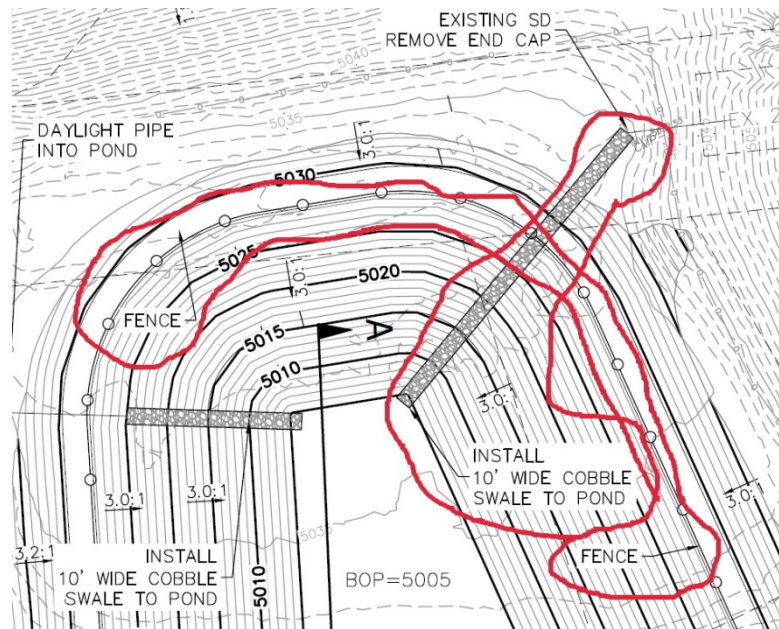 EXISTING SD
REMOVE END CAP
5040
5035
DAYLIGHT PIPE
INTO POND
3.0:1
EX
5030
5025
3.0:1
5020
FENCE
5015
A
5010
3.0:1
INSTALL
10' WIDE COBBLE
SWALE TO POND
3.0:1
3.0:1
3.0:1
3.2:1
INSTALL
10' WIDE COBBLE
SWALE TO POND
5010
5035
BOP=5005
FENCE